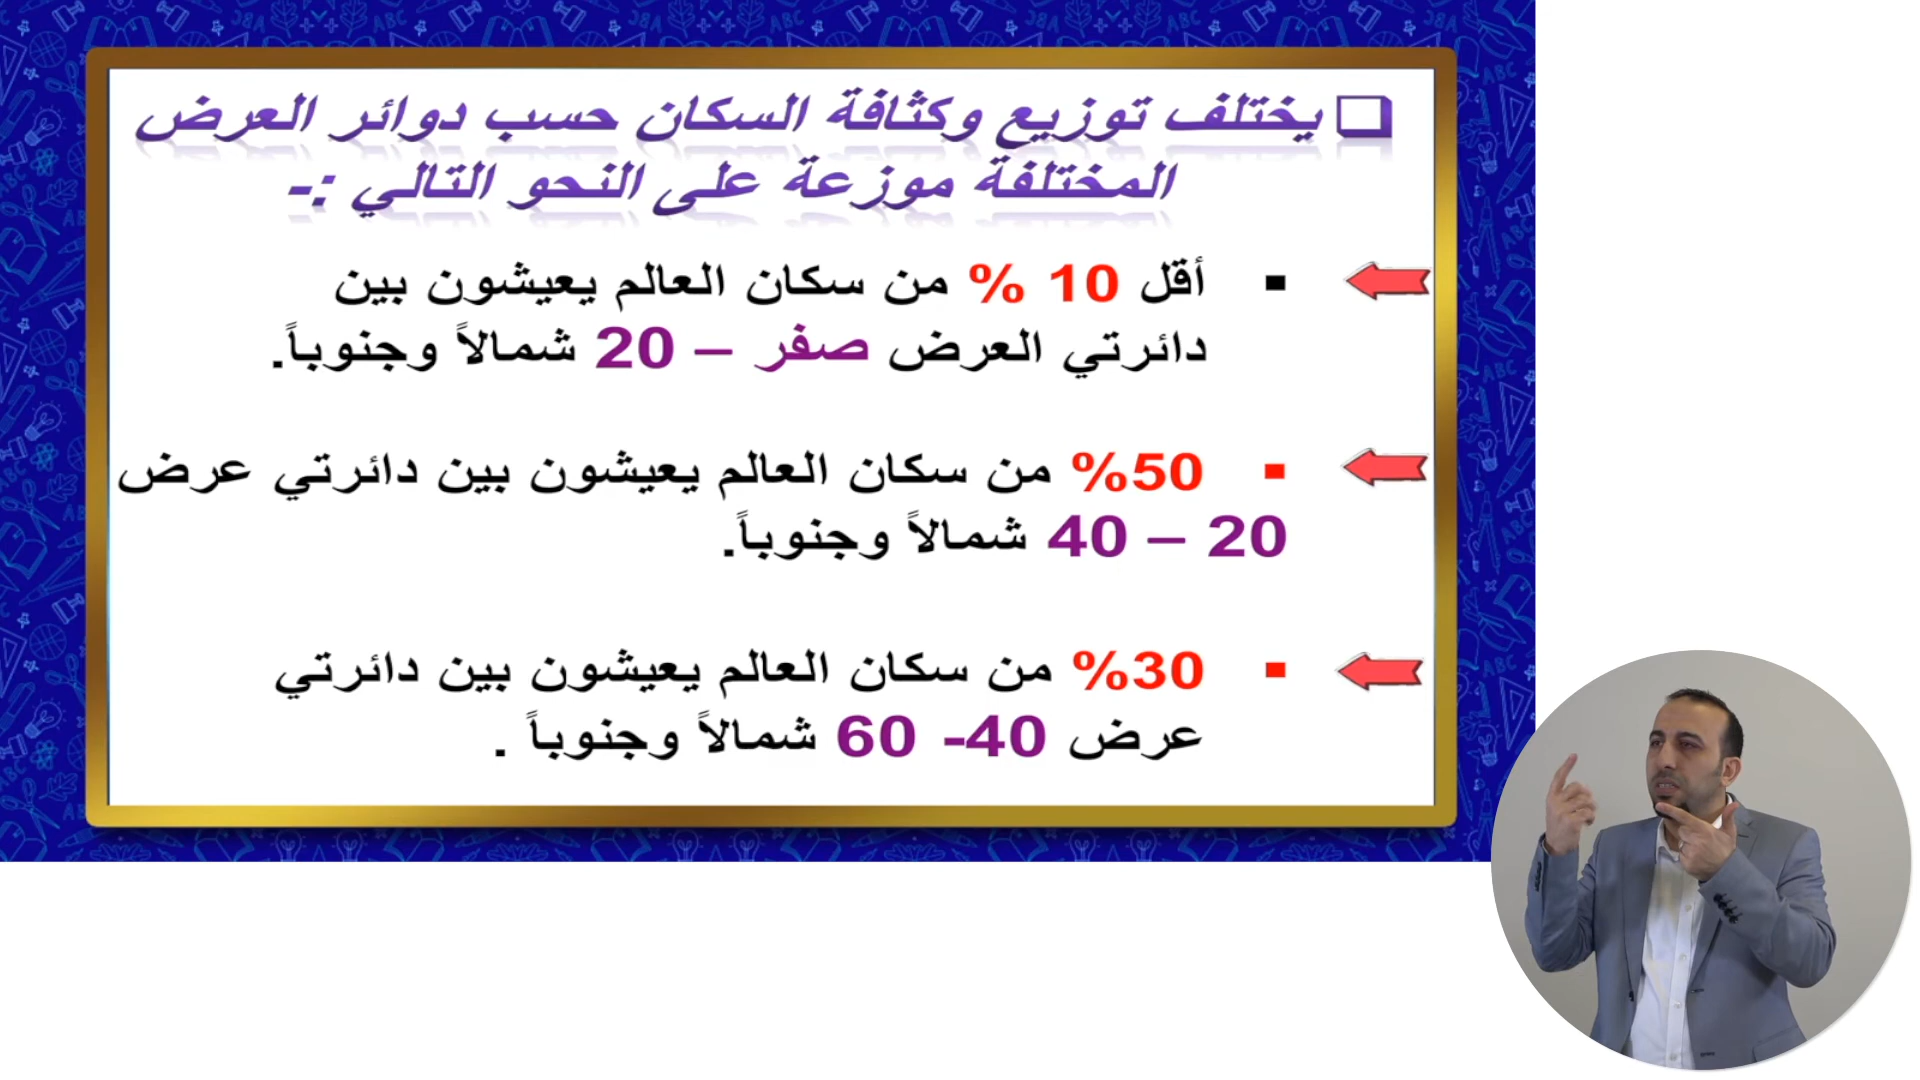 يختلف توزيع وكثافة السكان حسب دوائر العرض
المختلفة موزعة على النحو التالي :-
أقل 10 % من سكان العالم يعيشون بين
دائرتي العرض صفر – 20 شمالاً وجنوباً.
50% من سكان العالم يعيشون بين دائرتي عرض
20 – 40 شمالاً وجنوباً.
30% من سكان العالم يعيشون بين دائرتي
عرض 40- 60 شمالاً وجنوباً .